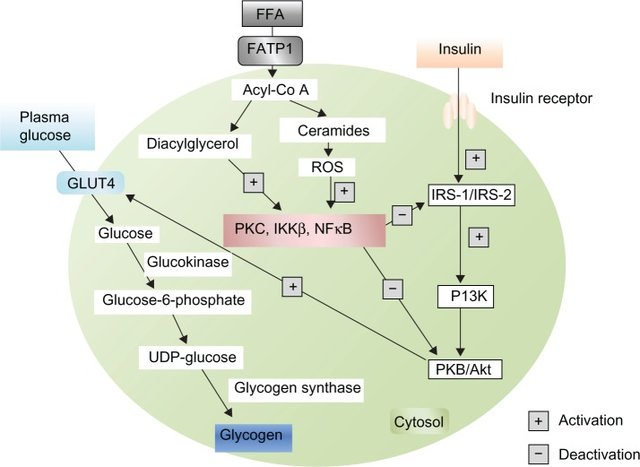 FFA
FATP1
Insulin
Acyl-Co A
Insulin receptor
Plasma
glucose
Diacylglycerol
Ceramides
+
ROS
GLUT4
+
+
IRS-1/IRS-2
−
PKC, IKKβ, NFκB
Glucose
+
Glucokinase
+
−
P13K
Glucose-6-phosphate
UDP-glucose
PKB/Akt
Glycogen synthase
Cytosol
+ Activation
Glycogen
− Deactivation